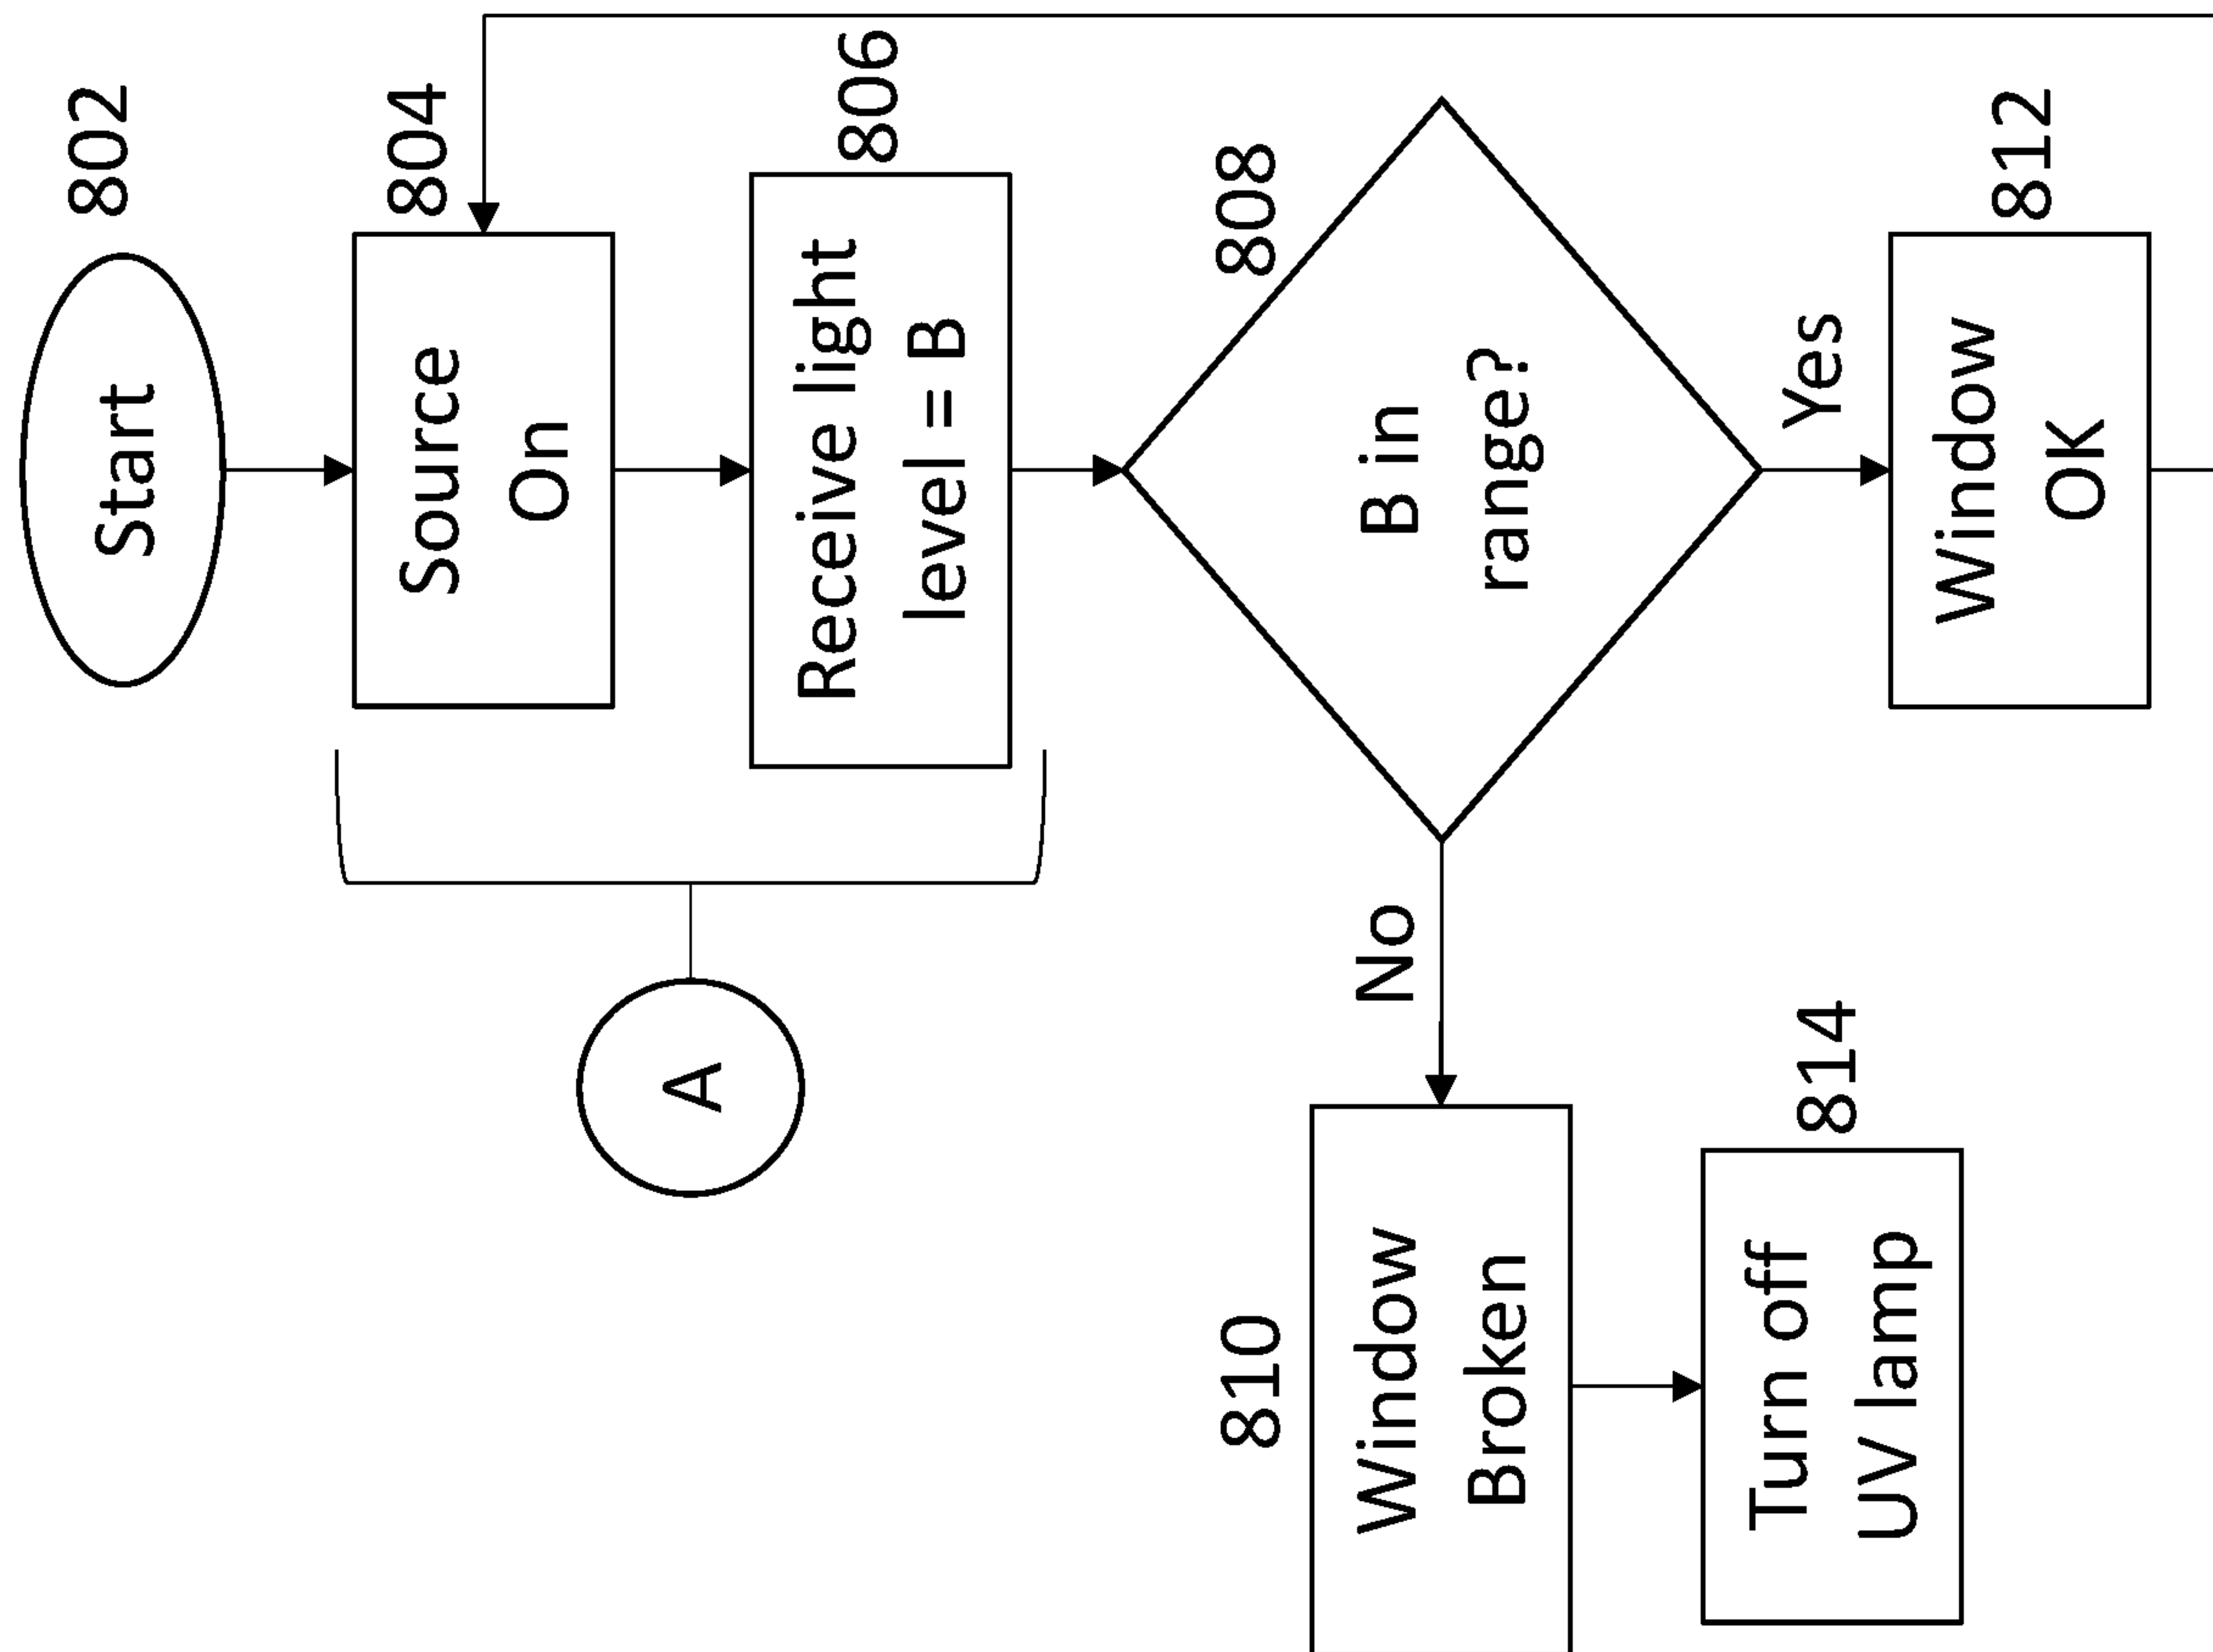 802
Start
804
Source
On
806
Receive light
level = B
A
808
B in
range?
No
Yes
810
Window
Broken
812
Window
OK
814
Turn off
UV lamp